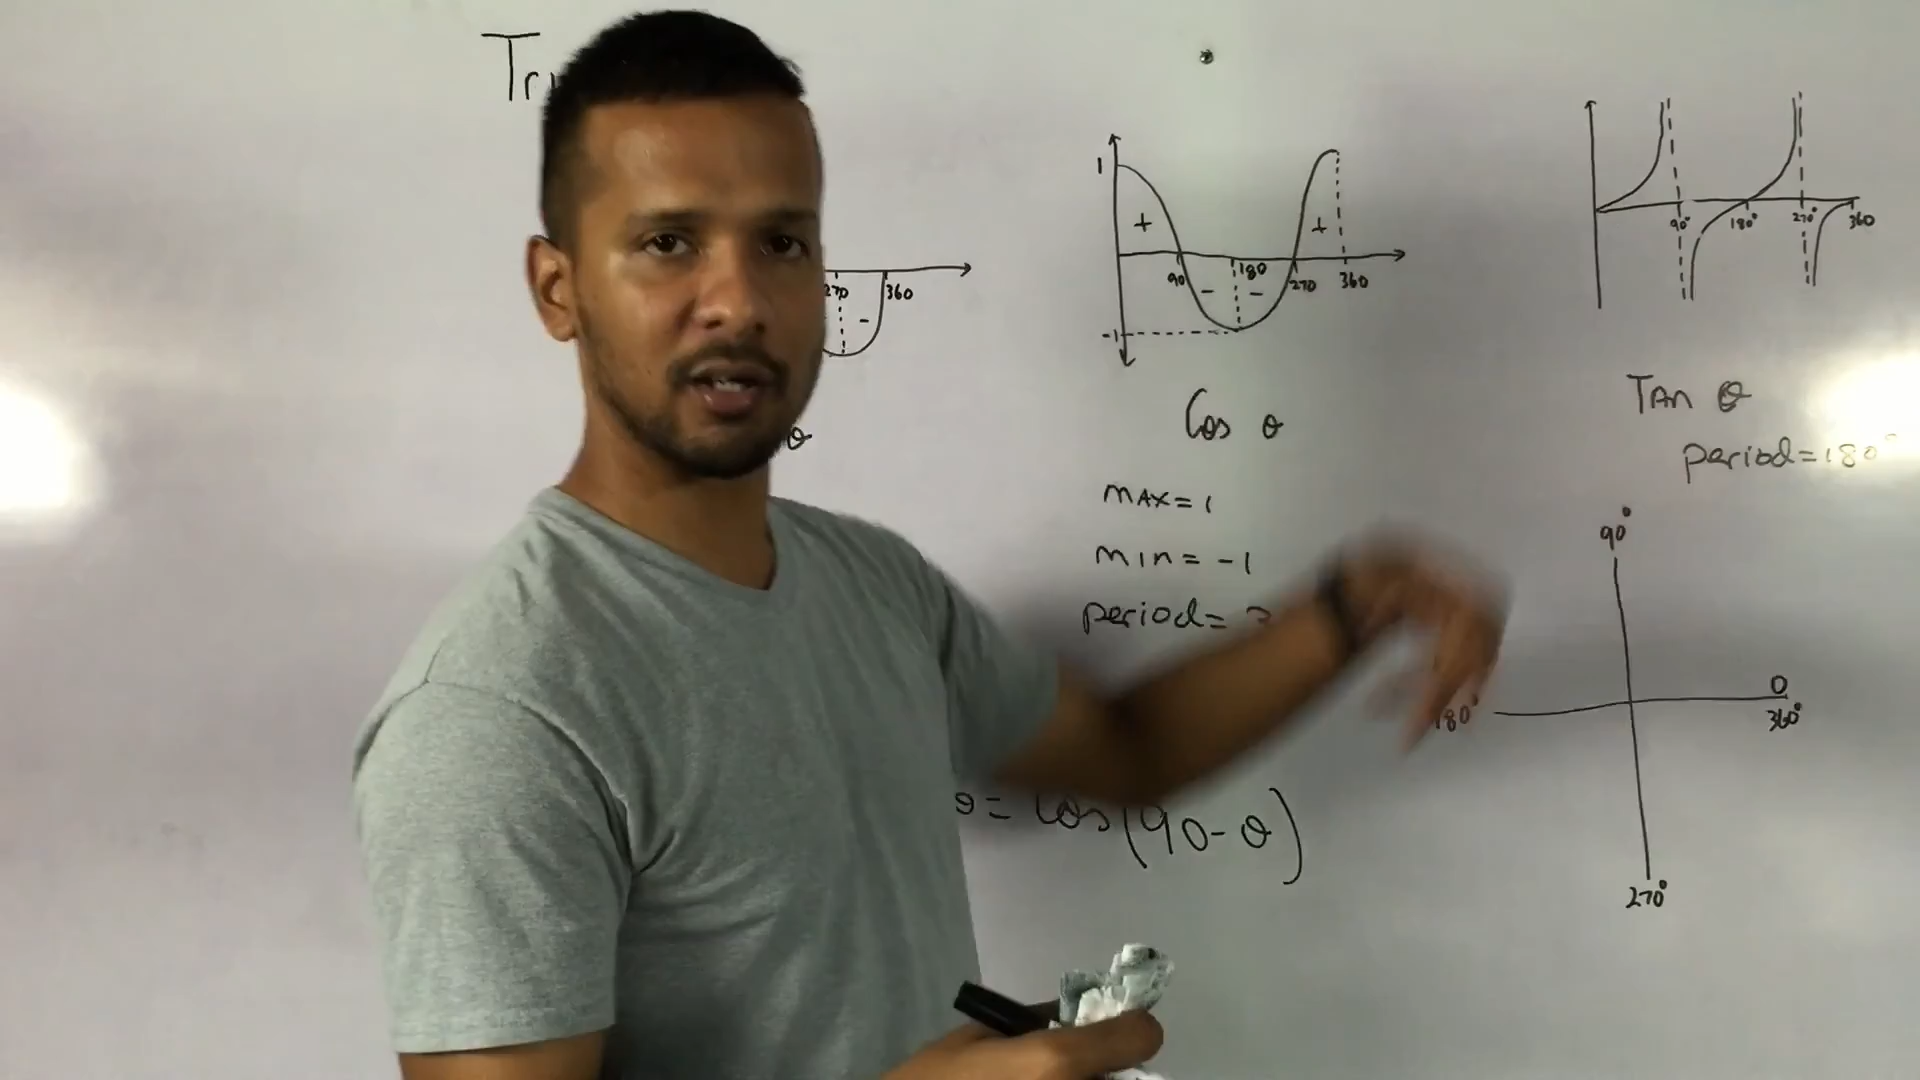 270 360
θ
1
+ +
90 180 270 360
- -
-1
Cos θ
MAX = 1
MIN = -1
period =
θ = cos(90 - θ)
90° 180° 270° 360
TAN θ
period = 180°
90°
180° 0
360°
270°